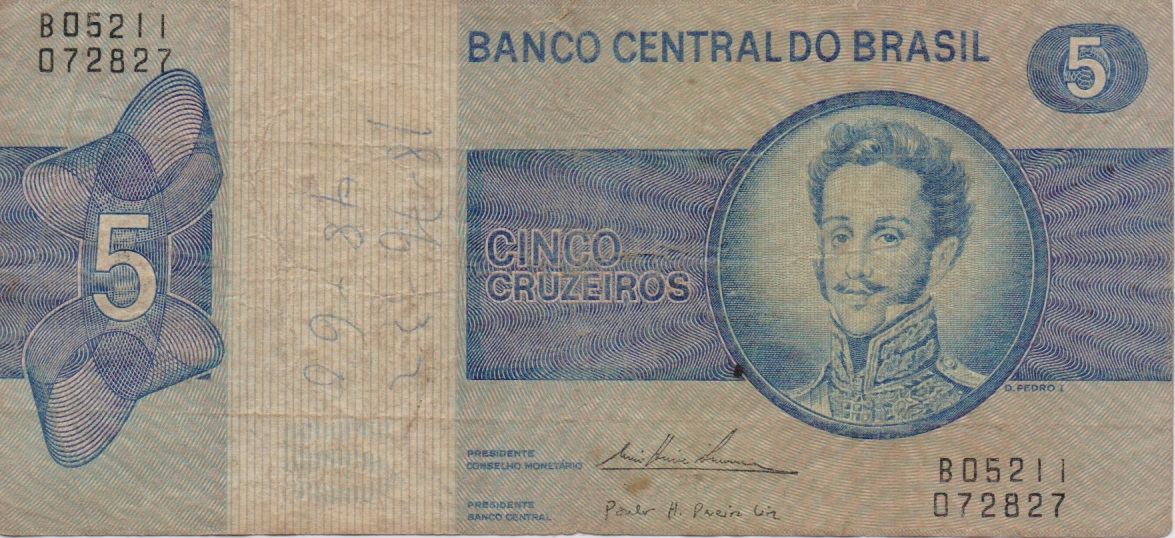 B05211
072827
BANCO CENTRAL DO BRASIL
5
5
CINCO
CRUZEIROS
D. PEDRO I
PRESIDENTE
CONSELHO MONETÁRIO
PRESIDENTE
BANCO CENTRAL
B05211
072827